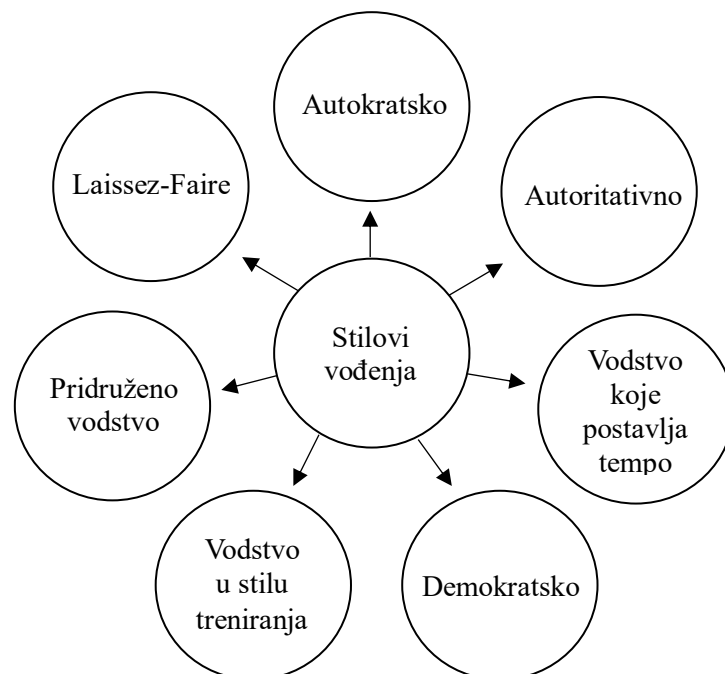 Autokratsko
Laissez-Faire
Autoritativno
Stilovi
vođenja
Pridruženo
vodstvo
Vodstvo
koje
postavlja
tempo
Vodstvo
u stilu
treniranja
Demokratsko